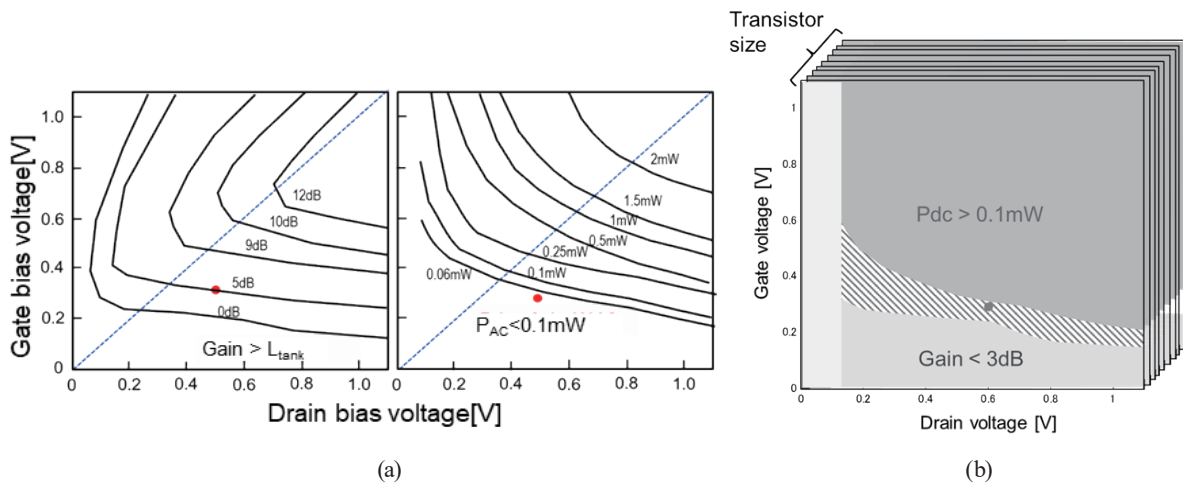 Gate bias voltage[V]
1.0
0.8
0.6
0.4
0.2
0
12dB
10dB
9dB
5dB
0dB
Gain > Ltank
0
0.2
0.4
0.6
0.8
1.0
2mW
1.5mW
1mW
0.5mW
0.25mW
0.1mW
0.06mW
PAC<0.1mW
0
0.2
0.4
0.6
0.8
1.0
Drain bias voltage[V]
(a)
Transistor
size
Gate voltage [V]
1
0.8
0.6
0.4
0.2
0
Pdc > 0.1mW
Gain < 3dB
0
0.2
0.4
0.6
0.8
1
Drain voltage [V]
(b)